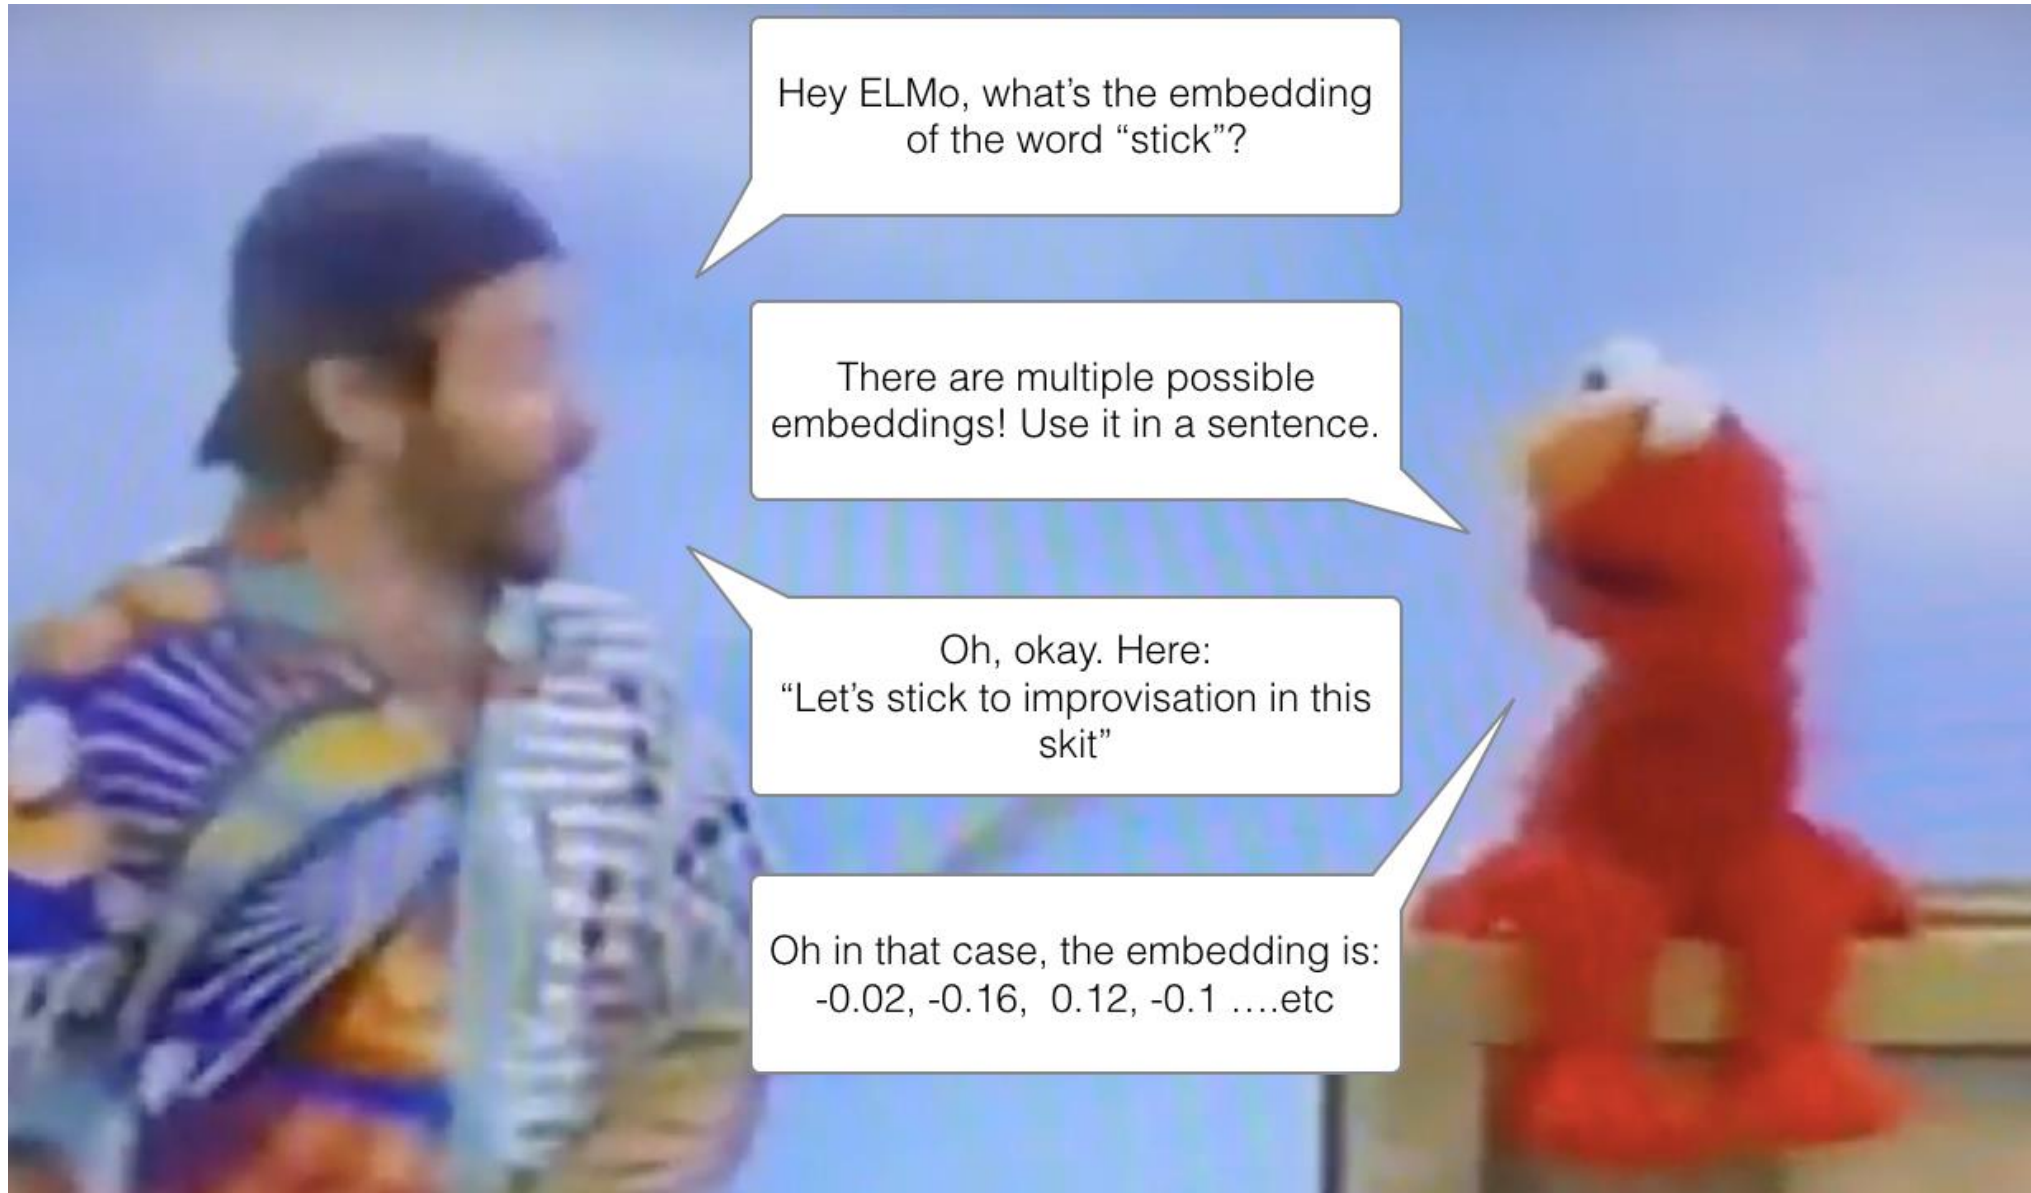 Hey ELMo, what’s the embedding
of the word “stick”?
There are multiple possible
embeddings! Use it in a sentence.
Oh, okay. Here:
“Let’s stick to improvisation in this
skit”
Oh in that case, the embedding is:
-0.02, -0.16,  0.12, -0.1 ....etc